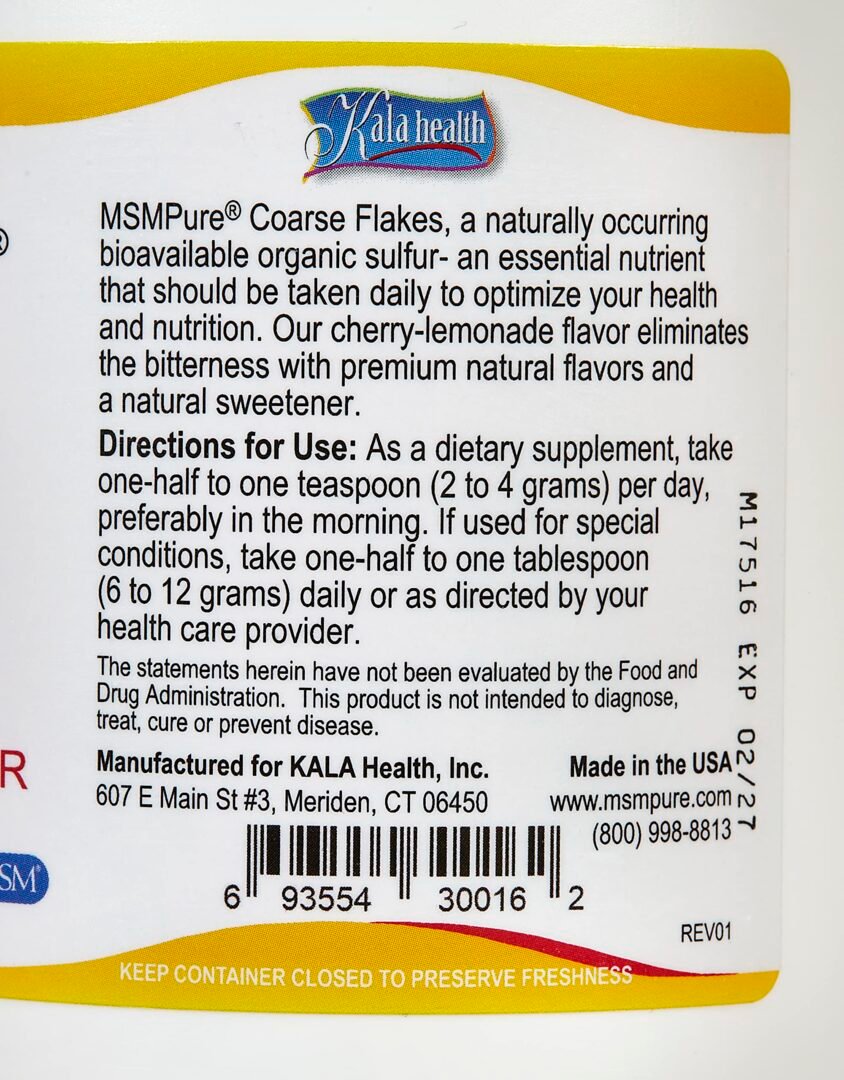 Kala health
®
MSMPure® Coarse Flakes, a naturally occurring
bioavailable organic sulfur- an essential nutrient
that should be taken daily to optimize your health
and nutrition. Our cherry-lemonade flavor eliminates
the bitterness with premium natural flavors and
a natural sweetener.
Directions for Use: As a dietary supplement, take
one-half to one teaspoon (2 to 4 grams) per day,
preferably in the morning. If used for special
conditions, take one-half to one tablespoon
(6 to 12 grams) daily or as directed by your
health care provider.
The statements herein have not been evaluated by the Food and
Drug Administration. This product is not intended to diagnose,
treat, cure or prevent disease.
M17516 EXP 02/27
R
Manufactured for KALA Health, Inc. Made in the USA
607 E Main St #3, Meriden, CT 06450 www.msmpure.com
(800) 998-8813
SM®
6 93554 30016 2
REV01
KEEP CONTAINER CLOSED TO PRESERVE FRESHNESS